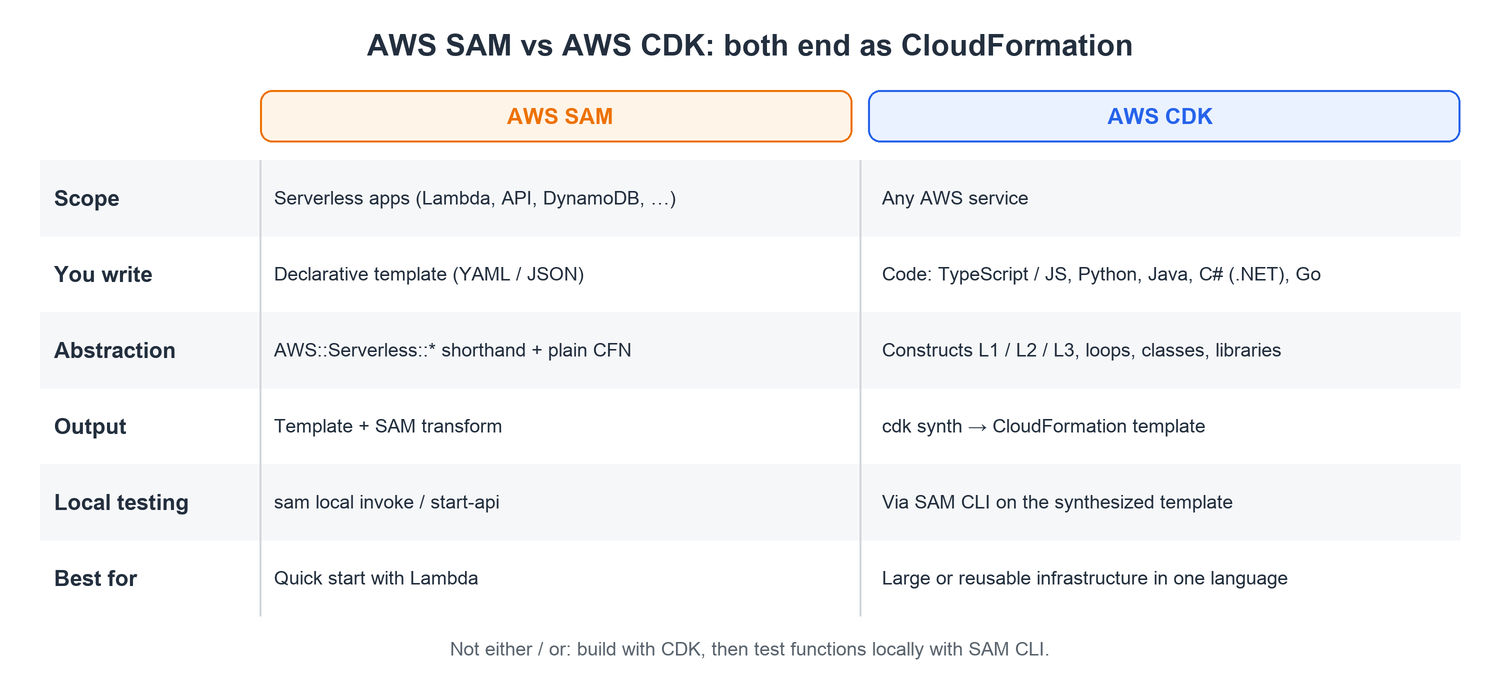 AWS SAM vs AWS CDK: both end as CloudFormation
AWS SAM
AWS CDK
Scope
Serverless apps (Lambda, API, DynamoDB, …)
Any AWS service
You write
Declarative template (YAML / JSON)
Code: TypeScript / JS, Python, Java, C# (.NET), Go
Abstraction
AWS::Serverless::* shorthand + plain CFN
Constructs L1 / L2 / L3, loops, classes, libraries
Output
Template + SAM transform
cdk synth → CloudFormation template
Local testing
sam local invoke / start-api
Via SAM CLI on the synthesized template
Best for
Quick start with Lambda
Large or reusable infrastructure in one language
Not either / or: build with CDK, then test functions locally with SAM CLI.